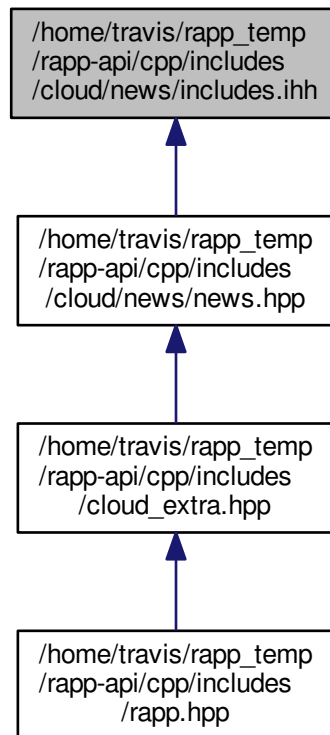 /home/travis/rapp_temp
/rapp-api/cpp/includes
/cloud/news/includes.ihh
/home/travis/rapp_temp
/rapp-api/cpp/includes
/cloud/news/news.hpp
/home/travis/rapp_temp
/rapp-api/cpp/includes
/cloud_extra.hpp
/home/travis/rapp_temp
/rapp-api/cpp/includes
/rapp.hpp